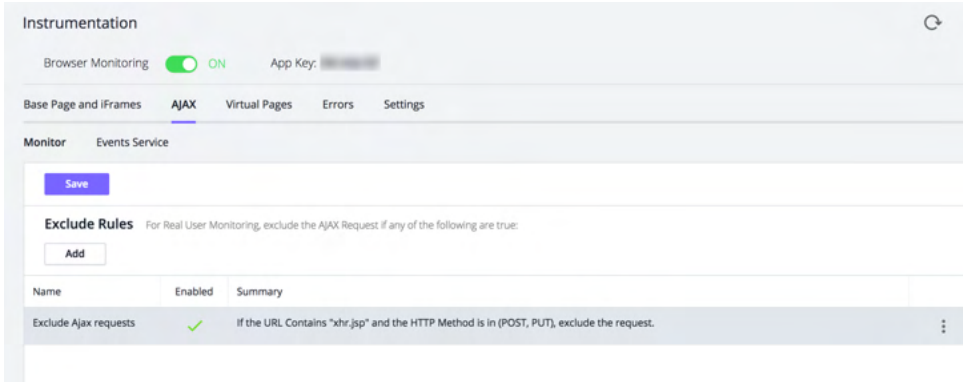 Instrumentation
Browser Monitoring ON App Key:
Base Page and iFrames AJAX Virtual Pages Errors Settings
Monitor Events Service
Save
Exclude Rules For Real User Monitoring, exclude the AJAX Request if any of the following are true:
Add
Name Enabled Summary
Exclude Ajax requests If the URL Contains "xhr.jsp" and the HTTP Method is in (POST, PUT), exclude the request.